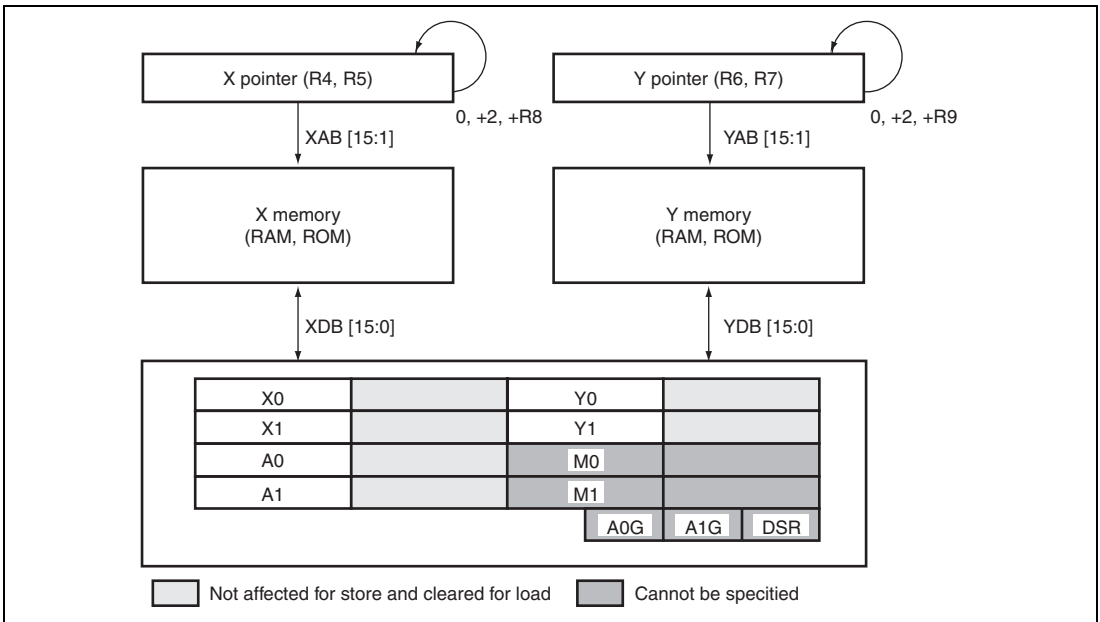 X pointer (R4, R5)
Y pointer (R6, R7)
0, +2, +R8
0, +2, +R9
XAB [15:1]
YAB [15:1]
X memory
(RAM, ROM)
Y memory
(RAM, ROM)
XDB [15:0]
YDB [15:0]
X0
Y0
X1
Y1
A0
M0
A1
M1
A0G
A1G
DSR
Not affected for store and cleared for load
Cannot be specitied